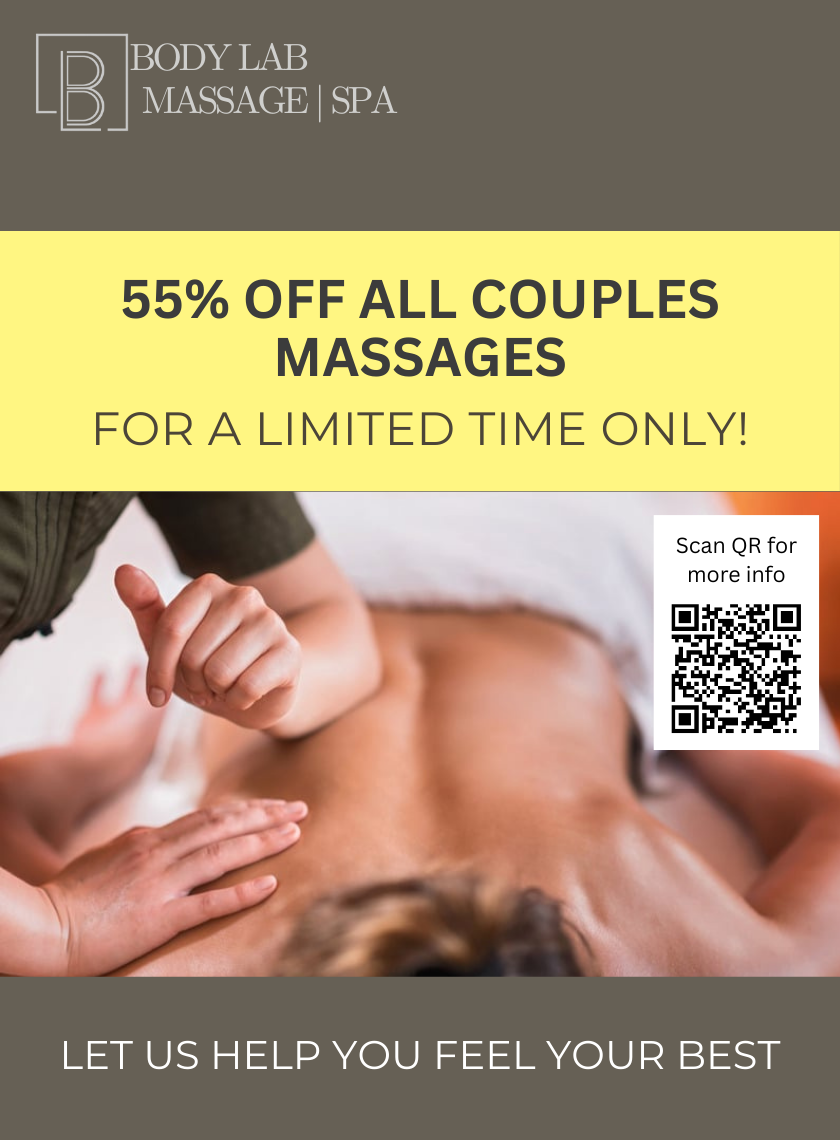 B
BODY LAB
MASSAGE | SPA
55% OFF ALL COUPLES
MASSAGES
FOR A LIMITED TIME ONLY!
Scan QR for
more info
LET US HELP YOU FEEL YOUR BEST